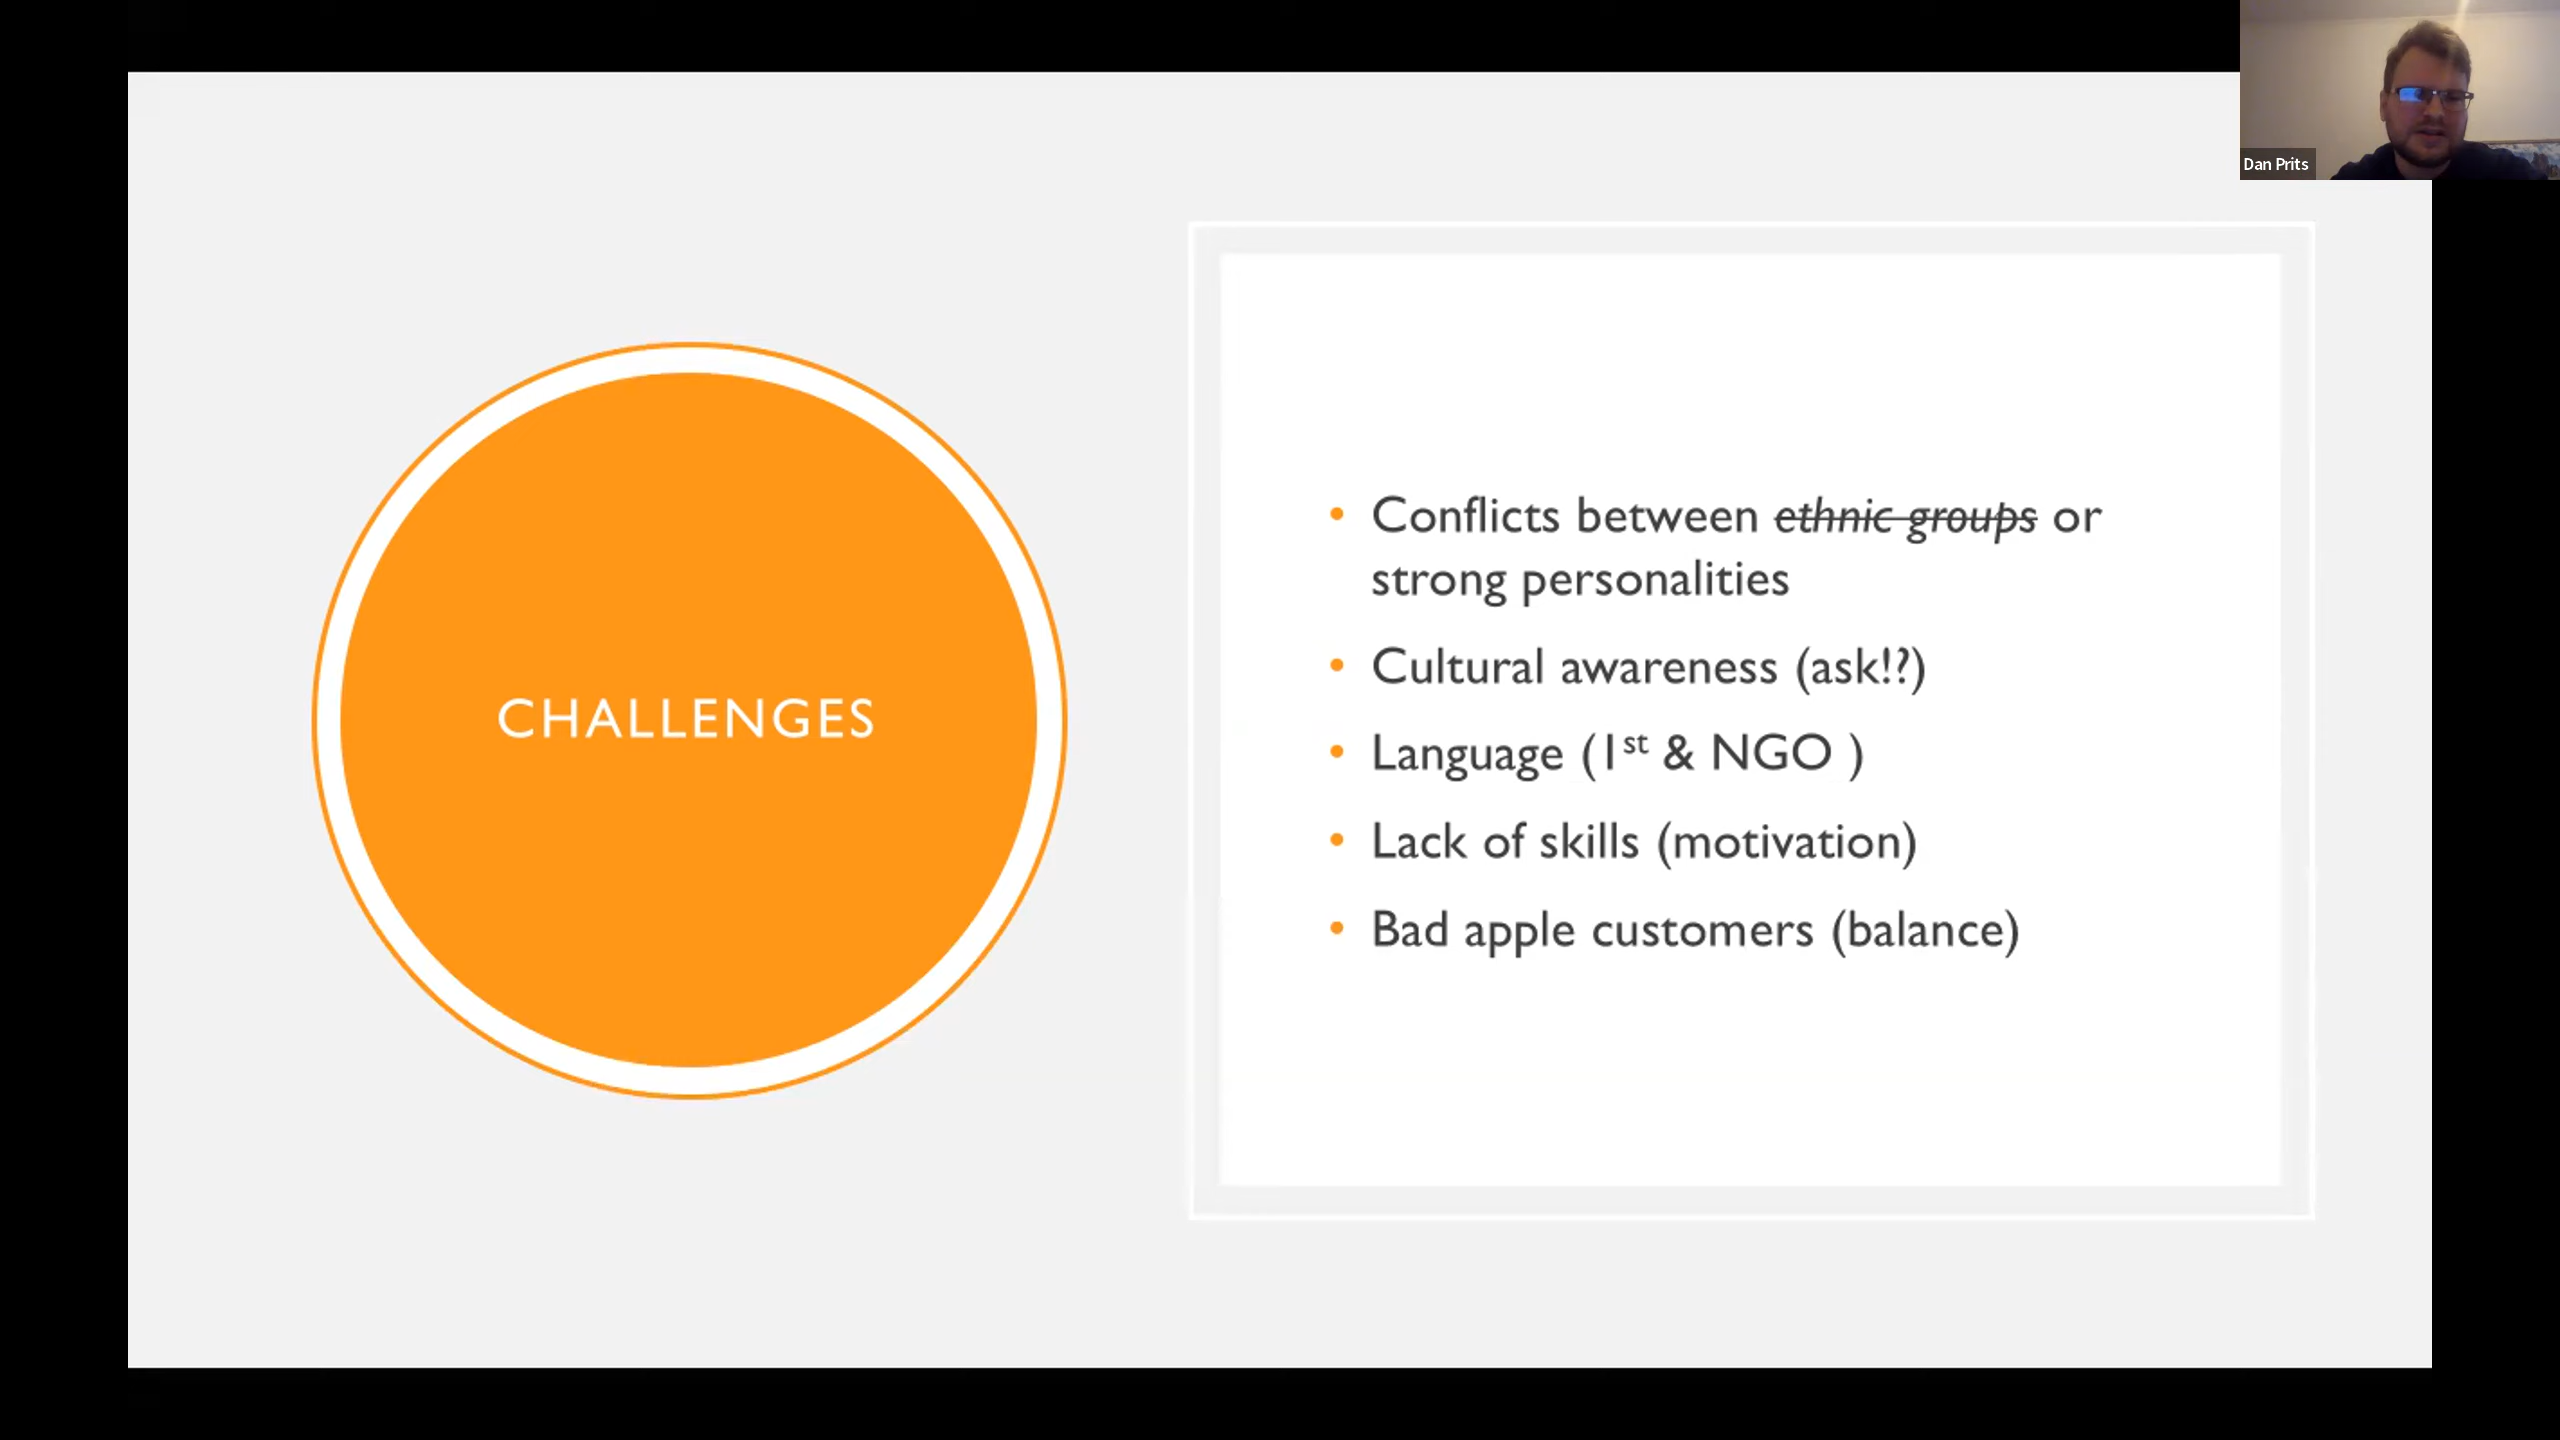 Dan Prits
CHALLENGES
• Conflicts between ethnic groups or
strong personalities
• Cultural awareness (ask!?)
• Language (1st & NGO )
• Lack of skills (motivation)
• Bad apple customers (balance)